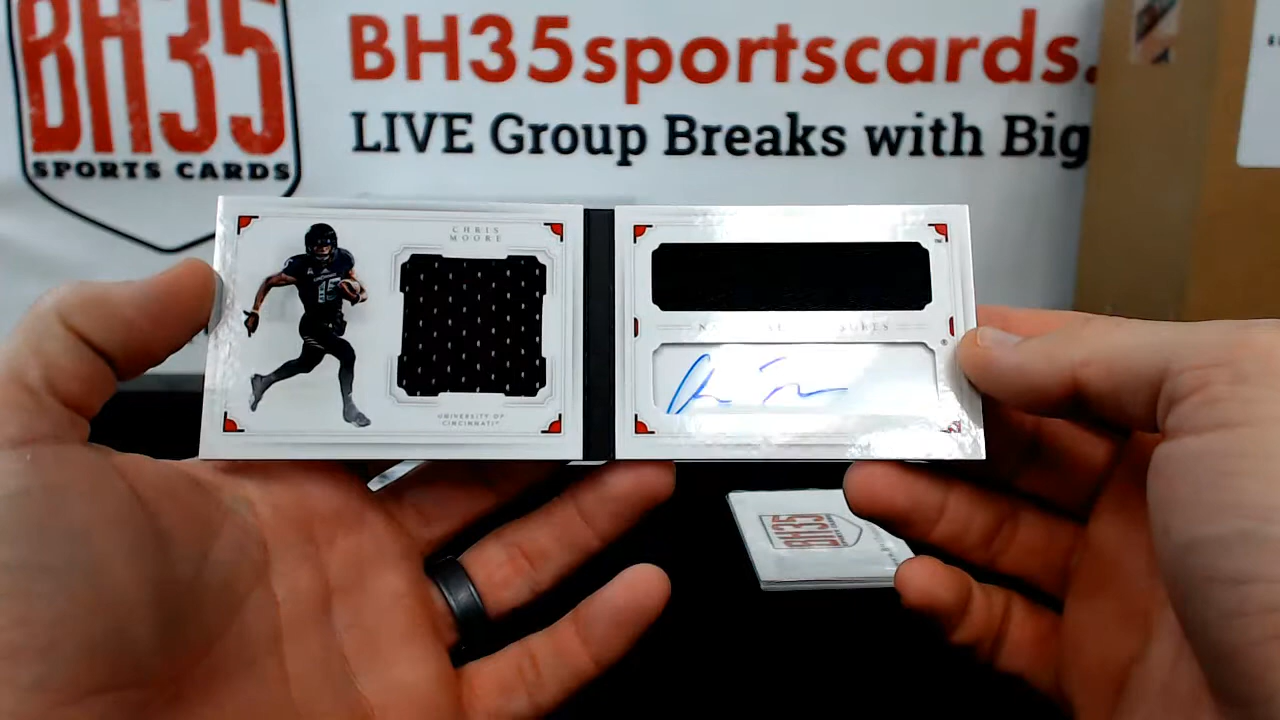 BH35
SPORTS CARDS
BH35sportscards.
LIVE Group Breaks with Big
CHRIS
MOORE
UNIVERSITY OF
CINCINNATI
BH35